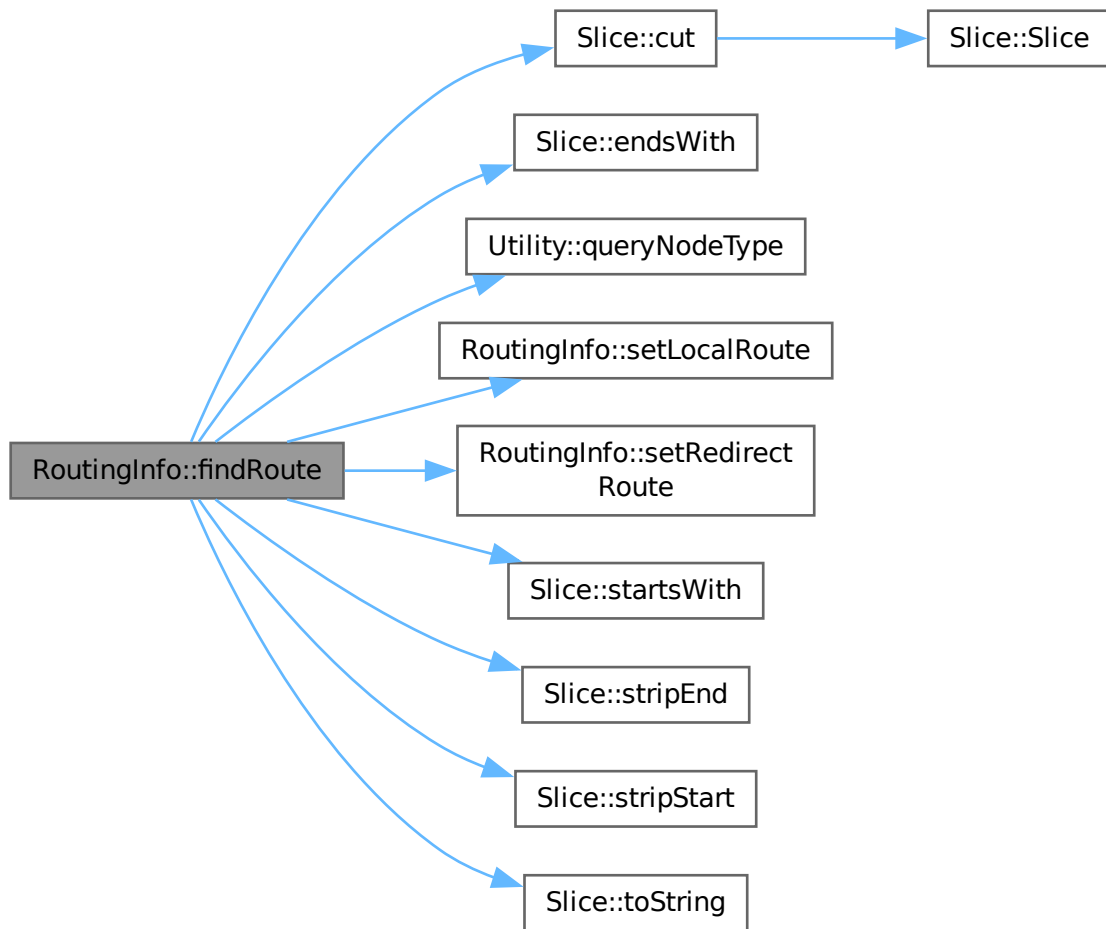 Slice::cut
Slice::Slice
Slice::endsWith
Utility::queryNodeType
RoutingInfo::setLocalRoute
RoutingInfo::findRoute
RoutingInfo::setRedirect
Route
Slice::startsWith
Slice::stripEnd
Slice::stripStart
Slice::toString